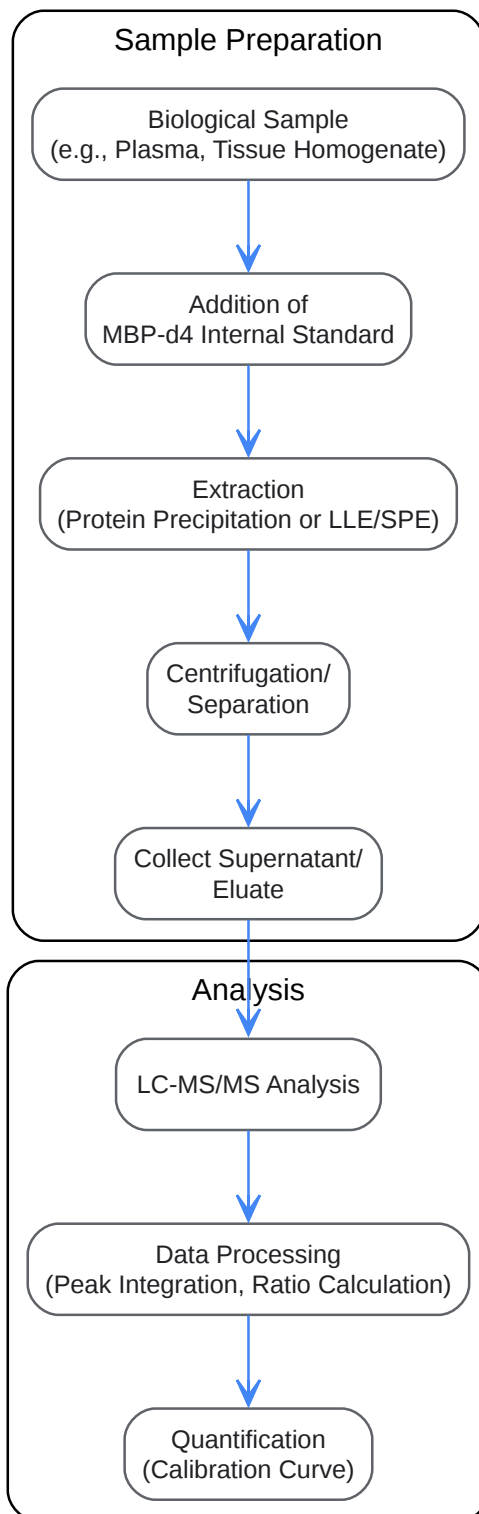 Sample Preparation
Biological Sample
(e.g., Plasma, Tissue Homogenate)
Addition of
MBP-d4 Internal Standard
Extraction
(Protein Precipitation or LLE/SPE)
Centrifugation/
Separation
Collect Supernatant/
Eluate
Analysis
LC-MS/MS Analysis
Data Processing
(Peak Integration, Ratio Calculation)
Quantification
(Calibration Curve)